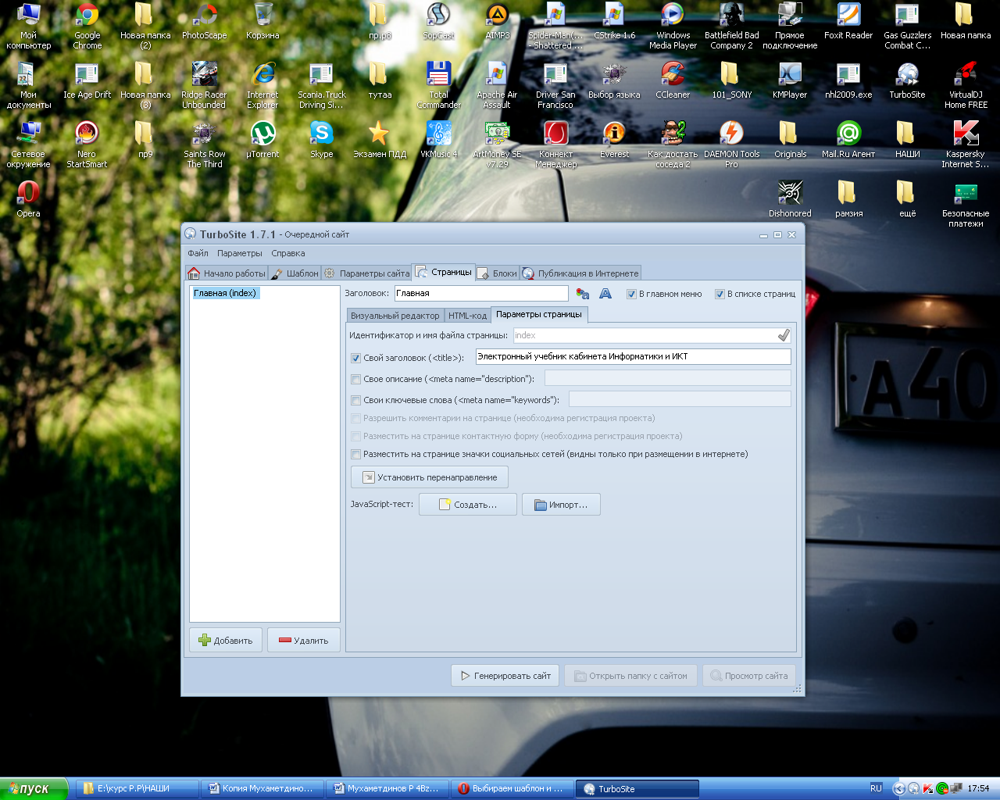 Мой компьютер
Google Chrome
Новая папка (2)
PhotoScape
Корзина
пр.р8
SopCast
AIMP3
Spider-Man(... - Shattered ...
CStrike 1.6
Windows Media Player
Battlefield Bad Company 2
Прямое подключение
Foxit Reader
Gas Guzzlers Combat C...
Новая папка
Мои документы
Ice Age Drift
Новая папка (3)
Ridge Racer Unbounded
Internet Explorer
Scania.Truck Driving Si...
тутаа
Total Commander
Apache Air Assault
Driver San Francisco
Выбор языка
CCleaner
101_SONY
KMPlayer
nhl2009.exe
TurboSite
VirtualDJ Home FREE
Сетевое окружение
Nero StartSmart
пр9
Saints Row The Third
µTorrent
Skype
Экзамен ПДД
VKMusic 4
ArtMoney SE v7.29
Коннект Менеджер
Everest
Как достать соседа 2
DAEMON Tools Pro
Originals
Mail.Ru Агент
НАШИ
Kaspersky Internet S...
Opera
Dishonored
рамзия
ещё
Безопасные платежи
TurboSite 1.7.1 - Очередной сайт
Файл Параметры Справка
Начало работы Шаблон Параметры сайта Страницы Блоки Публикация в Интернете
Главная (index)
Заголовок: Главная В главном меню В списке страниц
Визуальный редактор HTML-код Параметры страницы
Идентификатор и имя файла страницы: index
Свой заголовок (<title>): Электронный учебник кабинета Информатики и ИКТ
Свое описание (<meta name="description"):
Свои ключевые слова (<meta name="keywords"):
Разрешить комментарии на странице (необходима регистрация проекта)
Разместить на странице контактную форму (необходима регистрация проекта)
Разместить на странице значки социальных сетей (видны только при размещении в интернете)
Установить перенаправление
JavaScript-тест: Создать... Импорт...
Добавить Удалить
Генерировать сайт Открыть папку с сайтом Просмотр сайта
А40
пуск
E:\курс Р.Р\НАШИ
Копия Мухаметдино...
Мухаметдинов Р 4Bz...
Выбираем шаблон и ...
TurboSite
RU
17:54